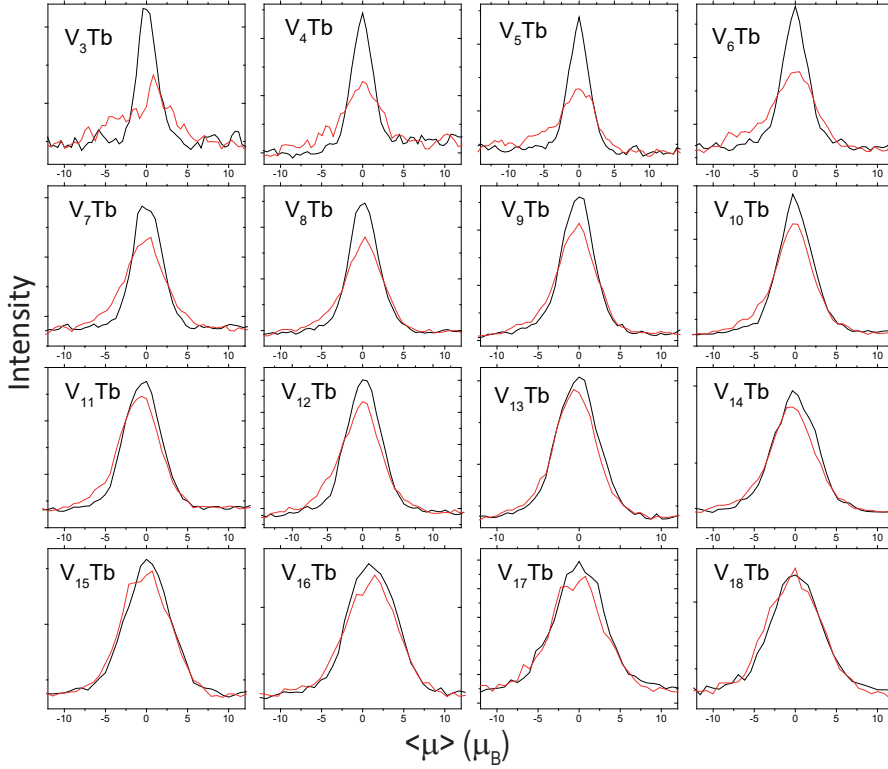 V₃Tb V₄Tb V₅Tb V₆Tb
-10 -5 0 5 10 -10 -5 0 5 10 -10 -5 0 5 10 -10 -5 0 5 10
V₇Tb V₈Tb V₉Tb V₁₀Tb
-10 -5 0 5 10 -10 -5 0 5 10 -10 -5 0 5 10 -10 -5 0 5 10
Intensity
V₁₁Tb V₁₂Tb V₁₃Tb V₁₄Tb
-10 -5 0 5 10 -10 -5 0 5 10 -10 -5 0 5 10 -10 -5 0 5 10
V₁₅Tb V₁₆Tb V₁₇Tb V₁₈Tb
-10 -5 0 5 10 -10 -5 0 5 10 -10 -5 0 5 10 -10 -5 0 5 10
<μ> (μ_B)